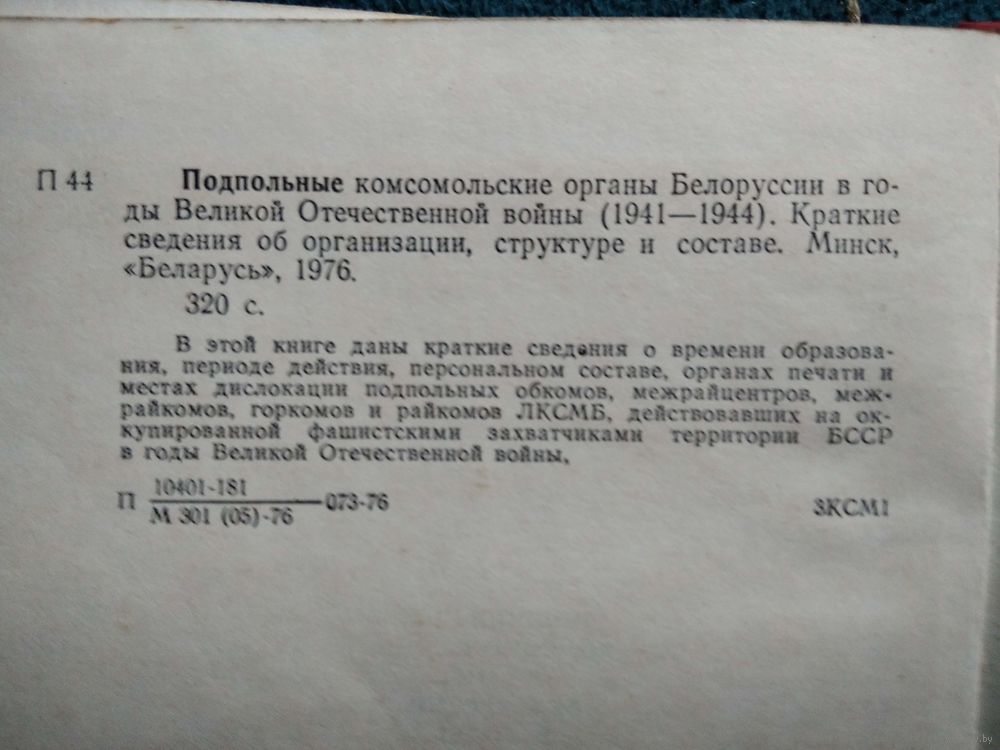 П 44 Подпольные комсомольские органы Белоруссии в го-
ды Великой Отечественной войны (1941—1944). Краткие
сведения об организации, структуре и составе. Минск,
«Беларусь», 1976.
320 с.
В этой книге даны краткие сведения о времени образова-
ния, периоде действия, персональном составе, органах печати и
местах дислокации подпольных обкомов, межрайцентров, меж-
райкомов, горкомов и райкомов ЛКСМБ, действовавших на ок-
купированной фашистскими захватчиками территории БССР
в годы Великой Отечественной войны.
10401-181
П ————073-76
М 301 (05)-76
3КСМ1